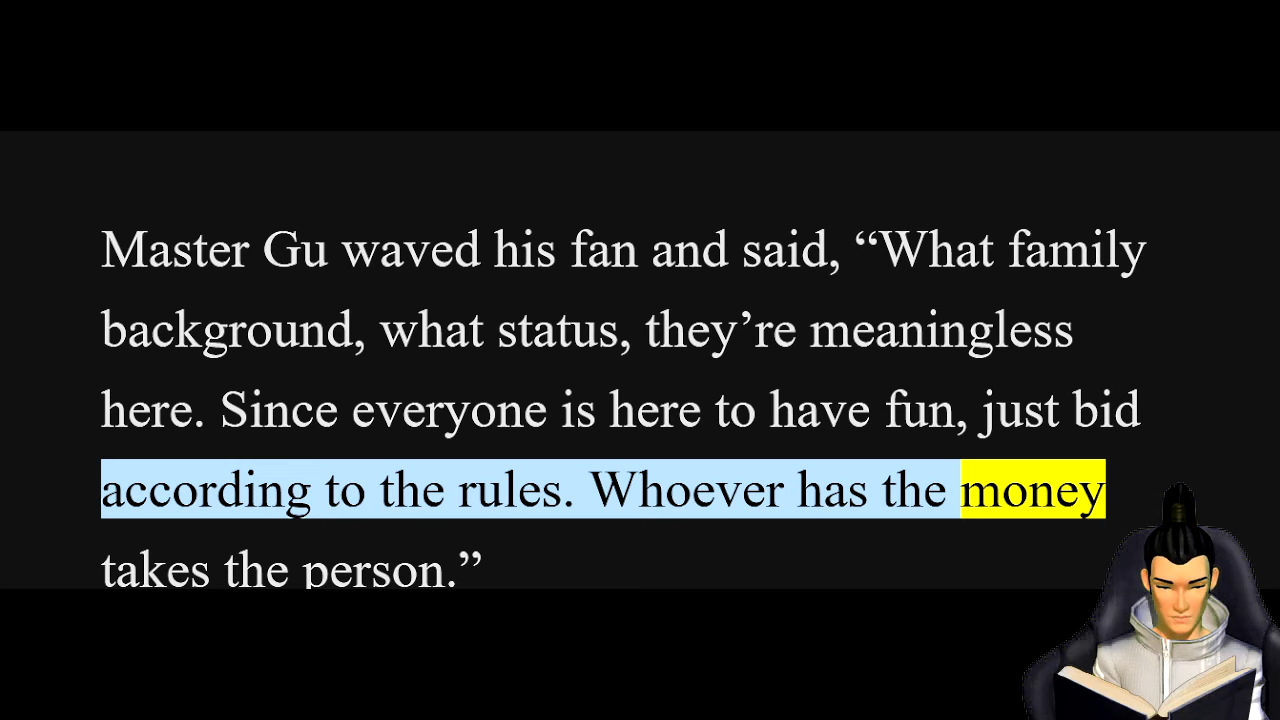 Master Gu waved his fan and said, “What family
background, what status, they’re meaningless
here. Since everyone is here to have fun, just bid
according to the rules. Whoever has the money
takes the person.”